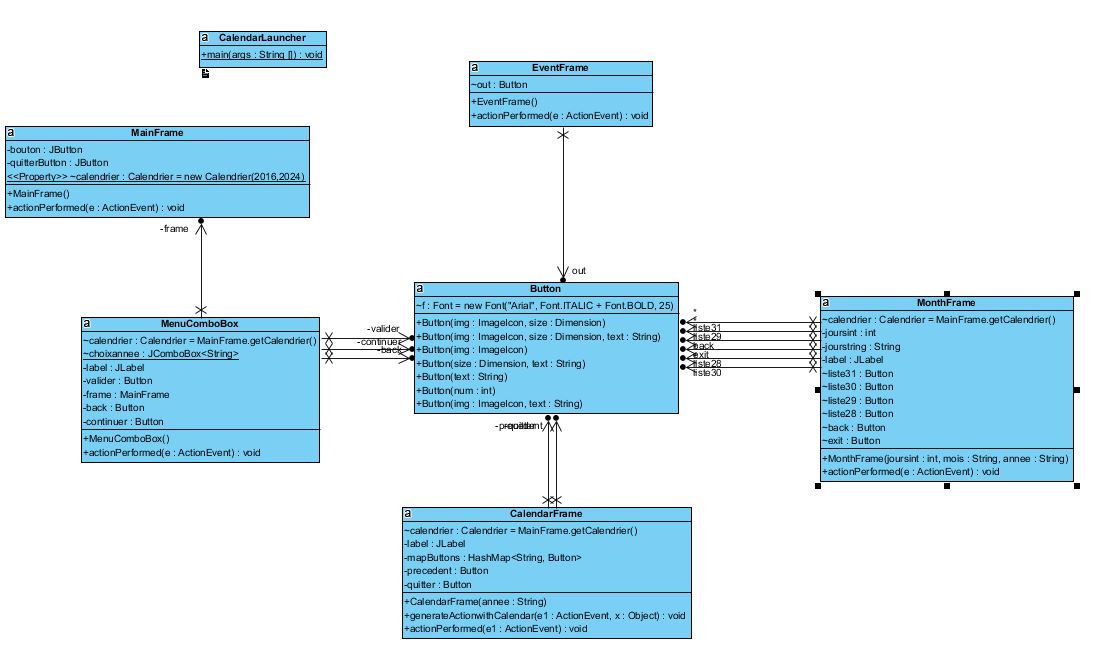 a CalendarLauncher
+main(args : String []) : void
a EventFrame
~out : Button
+EventFrame()
+actionPerformed(e : ActionEvent) : void
a MainFrame
-bouton : JButton
-quitterButton : JButton
<<Property>> ~calendrier : Calendrier = new Calendrier(2016,2024)
+MainFrame()
+actionPerformed(e : ActionEvent) : void
-frame
out
a Button
~f : Font = new Font("Arial", Font.ITALIC + Font.BOLD, 25)
+Button(img : ImageIcon, size : Dimension)
+Button(img : ImageIcon, size : Dimension, text : String)
+Button(img : ImageIcon)
+Button(size : Dimension, text : String)
+Button(text : String)
+Button(num : int)
+Button(img : ImageIcon, text : String)
a MenuComboBox
~calendrier : Calendrier = MainFrame.getCalendrier()
~choixannee : JComboBox<String>
-label : JLabel
-valider : Button
-frame : MainFrame
-back : Button
-continuer : Button
+MenuComboBox()
+actionPerformed(e : ActionEvent) : void
-valider
-continuer
-back
*
*
liste31
liste29
back
exit
liste28
liste30
a MonthFrame
~calendrier : Calendrier = MainFrame.getCalendrier()
-joursint : int
-jourstring : String
-label : JLabel
~liste31 : Button
~liste30 : Button
~liste29 : Button
~liste28 : Button
~back : Button
~exit : Button
+MonthFrame(joursint : int, mois : String, annee : String)
+actionPerformed(e : ActionEvent) : void
a CalendarFrame
~calendrier : Calendrier = MainFrame.getCalendrier()
-label : JLabel
-mapButtons : HashMap<String, Button>
-precedent : Button
-quitter : Button
+CalendarFrame(annee : String)
+generateActionwithCalendar(e1 : ActionEvent, x : Object) : void
+actionPerformed(e1 : ActionEvent) : void